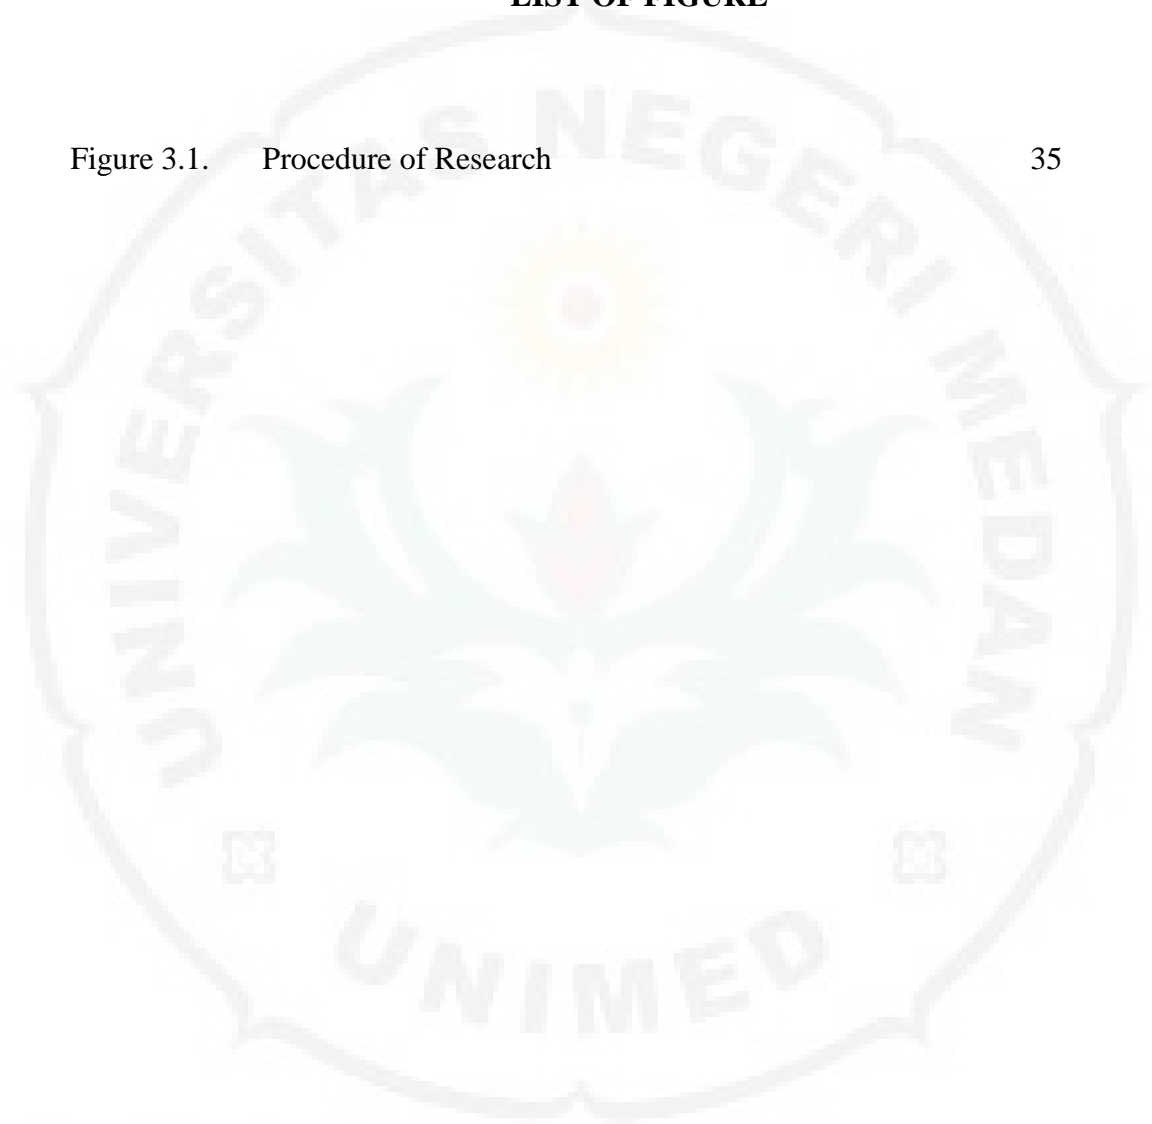 LIST OF FIGURE
Figure 3.1. Procedure of Research 35
UNIVERSITAS NEGERI MEDAN
UNIMED